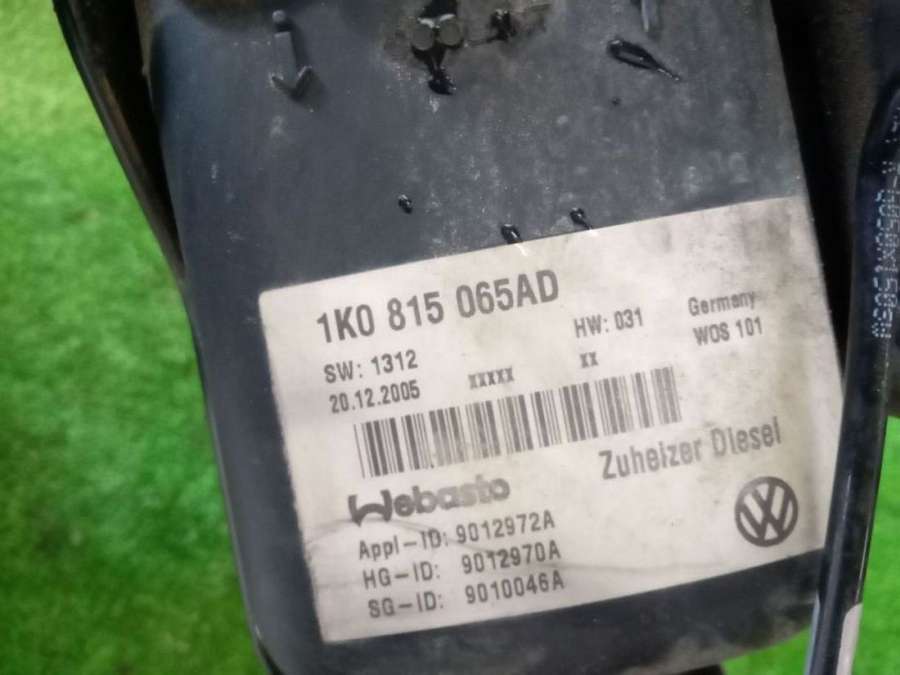 1K0 815 065AD
SW: 1312
HW: 031
Germany
20.12.2005
XXXXX
XX
WOS 101
Webasto
Zuheizer Diesel
Appl-ID: 9012972A
HG-ID: 9012970A
SG-ID: 9010046A
VW